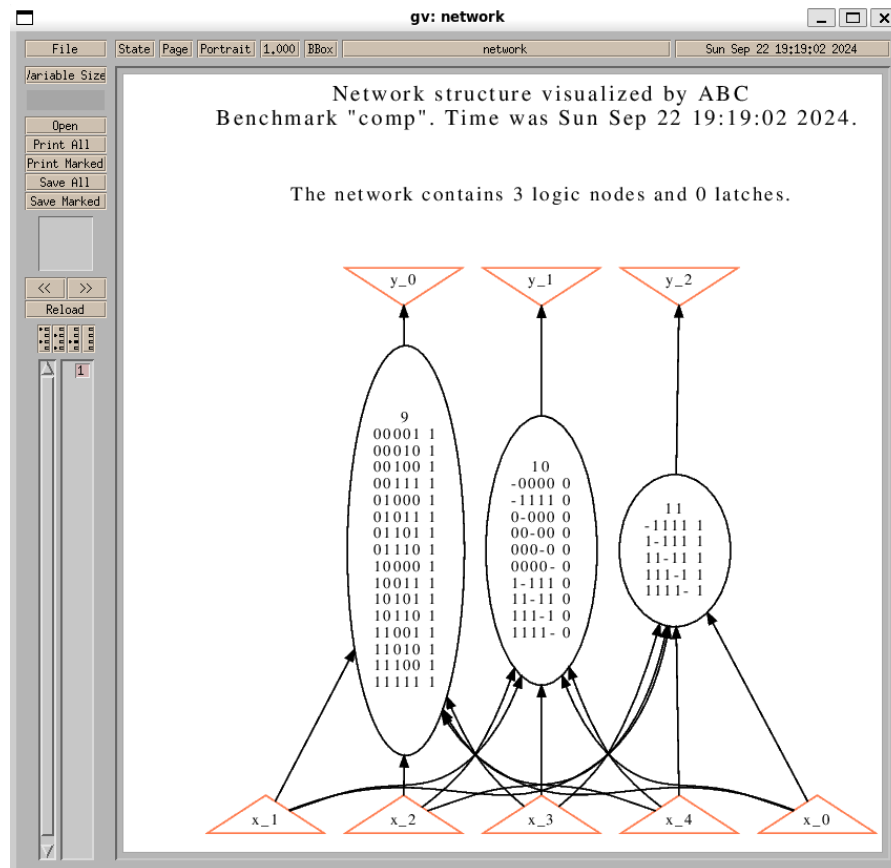 gv: network
File State Page Portrait 1.000 BBox network Sun Sep 22 19:19:02 2024
Variable Size
Open
Print All
Print Marked
Save All
Save Marked
<< >>
Reload
1
Network structure visualized by ABC
Benchmark "comp". Time was Sun Sep 22 19:19:02 2024.
The network contains 3 logic nodes and 0 latches.
y_0 y_1 y_2
9
00001 1
00010 1
00100 1
00111 1
01000 1
01011 1
01101 1
01110 1
10000 1
10011 1
10101 1
10110 1
11001 1
11010 1
11100 1
11111 1
10
-0000 0
-1111 0
0-000 0
00-00 0
000-0 0
0000- 0
1-111 0
11-11 0
111-1 0
1111- 0
11
-1111 1
1-111 1
11-11 1
111-1 1
1111- 1
x_1 x_2 x_3 x_4 x_0